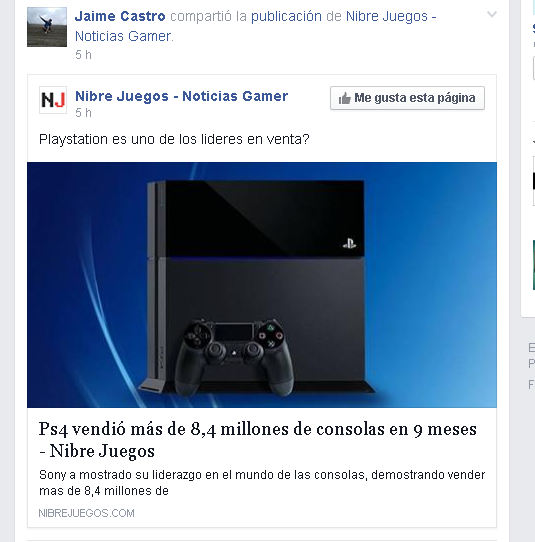 Jaime Castro compartió la publicación de Nibre Juegos -
Noticias Gamer.
5 h
NJ
Nibre Juegos - Noticias Gamer
5 h
Me gusta esta página
Playstation es uno de los lideres en venta?
Ps4 vendió más de 8,4 millones de consolas en 9 meses
- Nibre Juegos
Sony a mostrado su liderazgo en el mundo de las consolas, demostrando vender
mas de 8,4 millones de
NIBREJUEGOS.COM